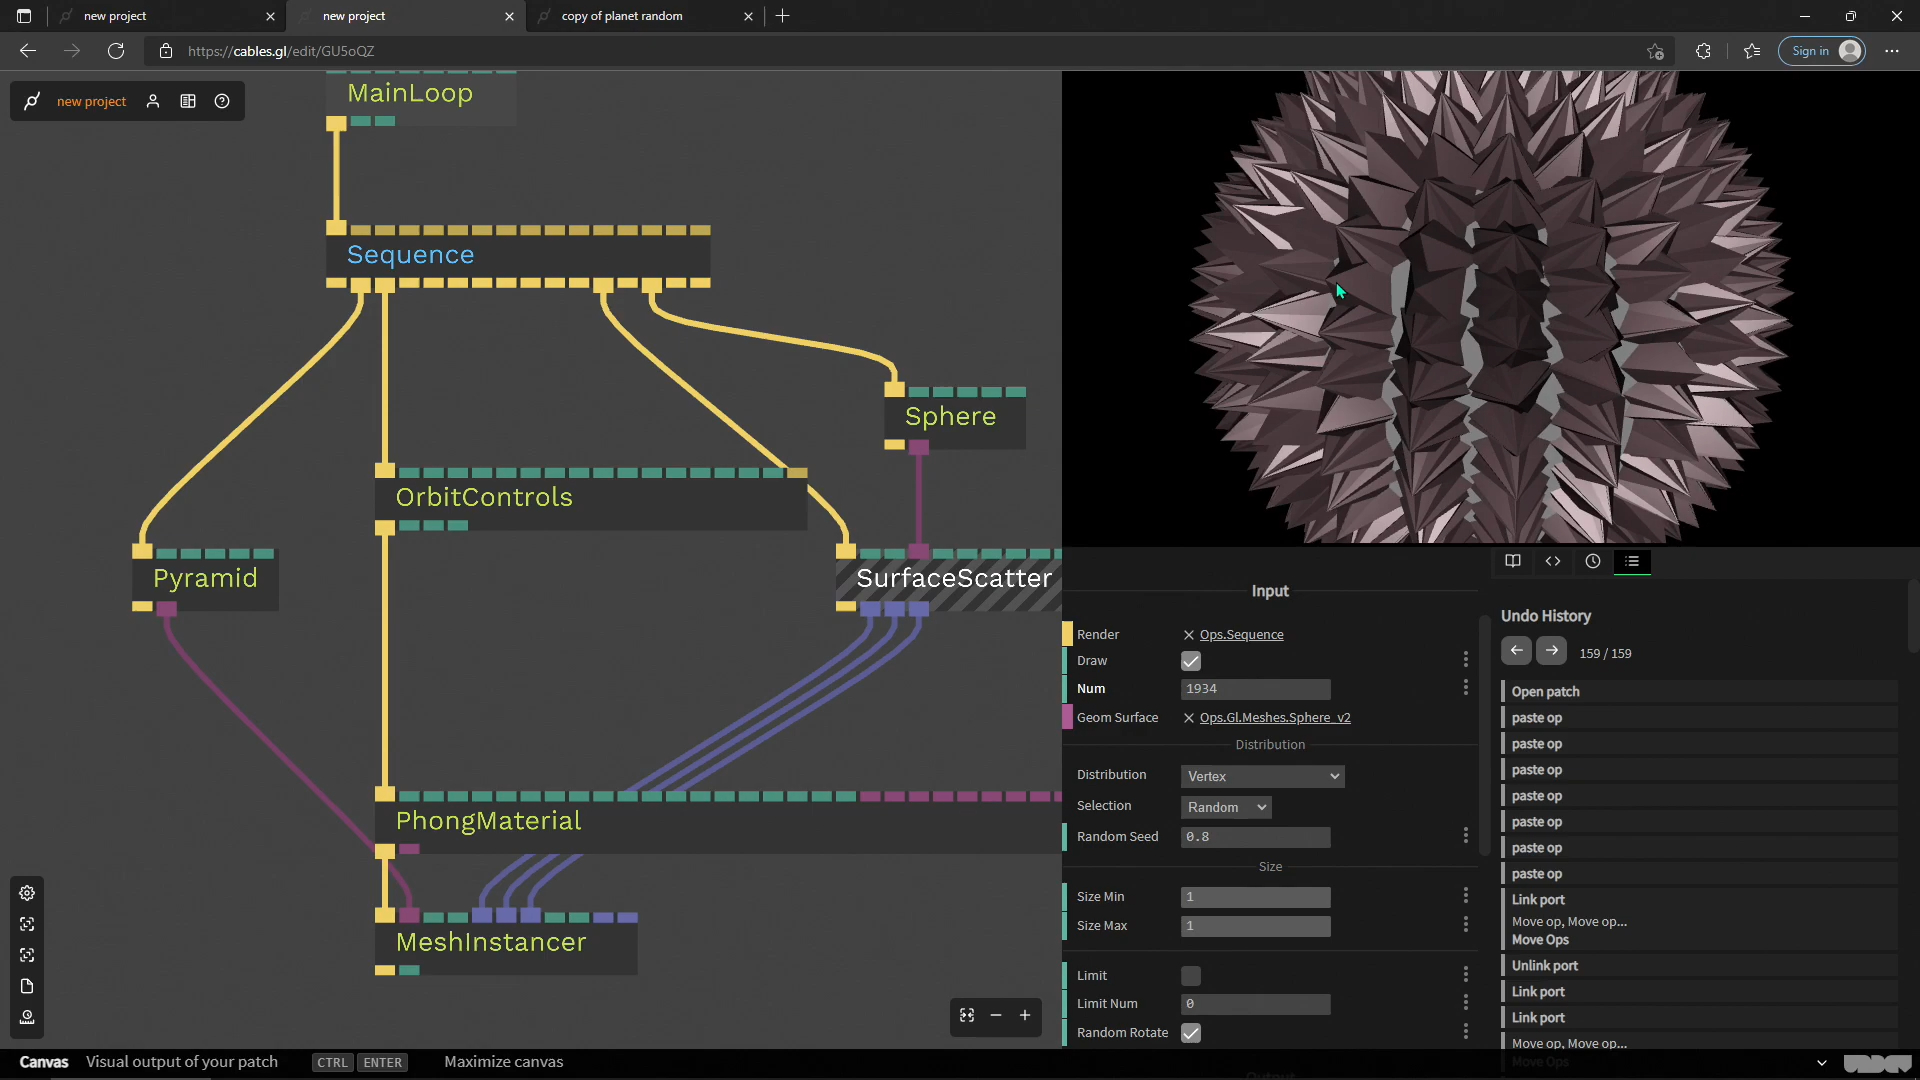 new project
new project
copy of planet random
https://cables.gl/edit/GU5oQZ
Sign in
new project
MainLoop
Sequence
Sphere
OrbitControls
Pyramid
SurfaceScatter
PhongMaterial
MeshInstancer
Input
Render
Ops.Sequence
Draw
Num
1934
Geom Surface
Ops.Gl.Meshes.Sphere_v2
Distribution
Distribution
Vertex
Selection
Random
Random Seed
0.8
Size
Size Min
1
Size Max
1
Limit
Limit Num
0
Random Rotate
Undo History
159 / 159
Open patch
paste op
paste op
paste op
paste op
paste op
paste op
paste op
Link port
Move op, Move op...
Move Ops
Unlink port
Link port
Link port
Move op, Move op...
Move Ops
Canvas Visual output of your patch CTRL ENTER Maximize canvas